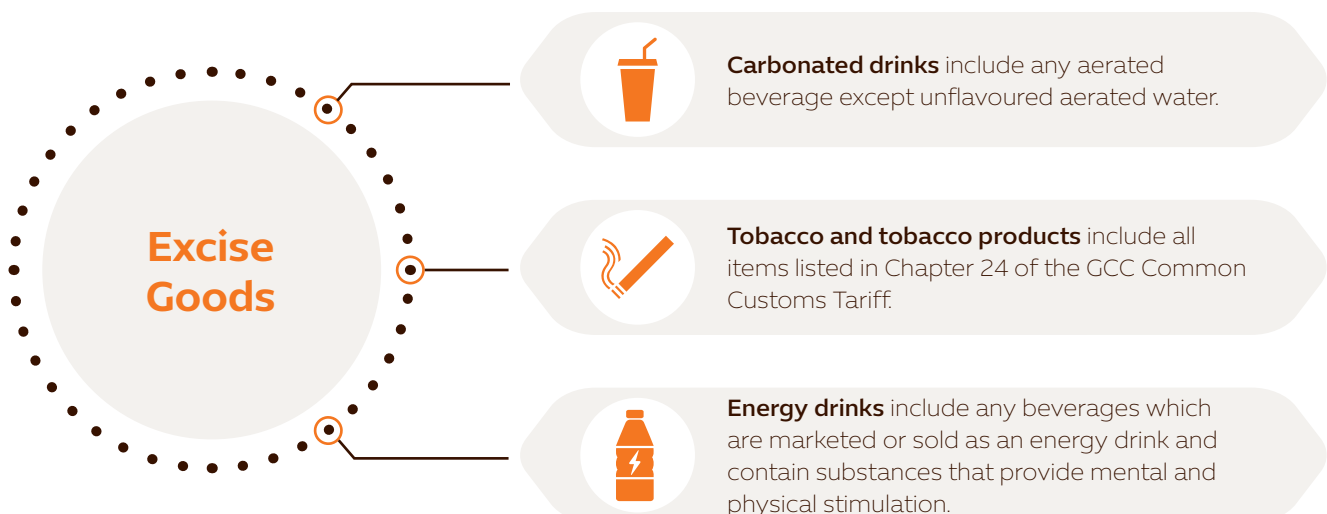 Excise
Goods
Carbonated drinks include any aerated
beverage except unflavoured aerated water.
Tobacco and tobacco products include all
items listed in Chapter 24 of the GCC Common
Customs Tariff.
Energy drinks include any beverages which
are marketed or sold as an energy drink and
contain substances that provide mental and
physical stimulation.